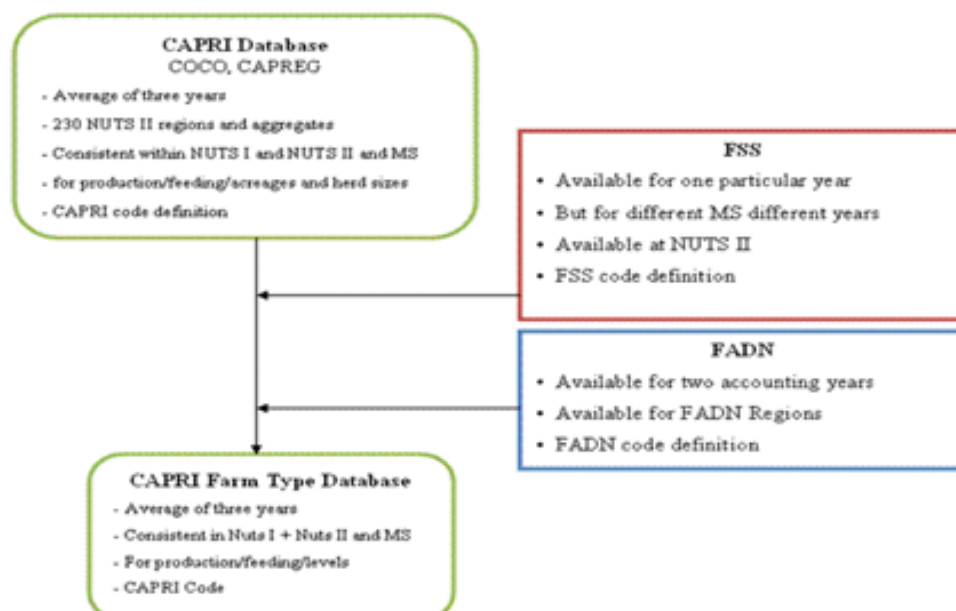 CAPRI Database
COCO, CAPREG
- Average of three years
- 230 NUTS II regions and aggregates
- Consistent within NUTS I and NUTS II and MS
- for production/feeding/acreages and herd sizes
- CAPRI code definition
FSS
• Available for one particular year
• But for different MS different years
• Available at NUTS II
• FSS code definition
FADN
• Available for two accounting years
• Available for FADN Regions
• FADN code definition
CAPRI Farm Type Database
- Average of three years
- Consistent in Nuts I + Nuts II and MS
- For production/feeding/levels
- CAPRI Code